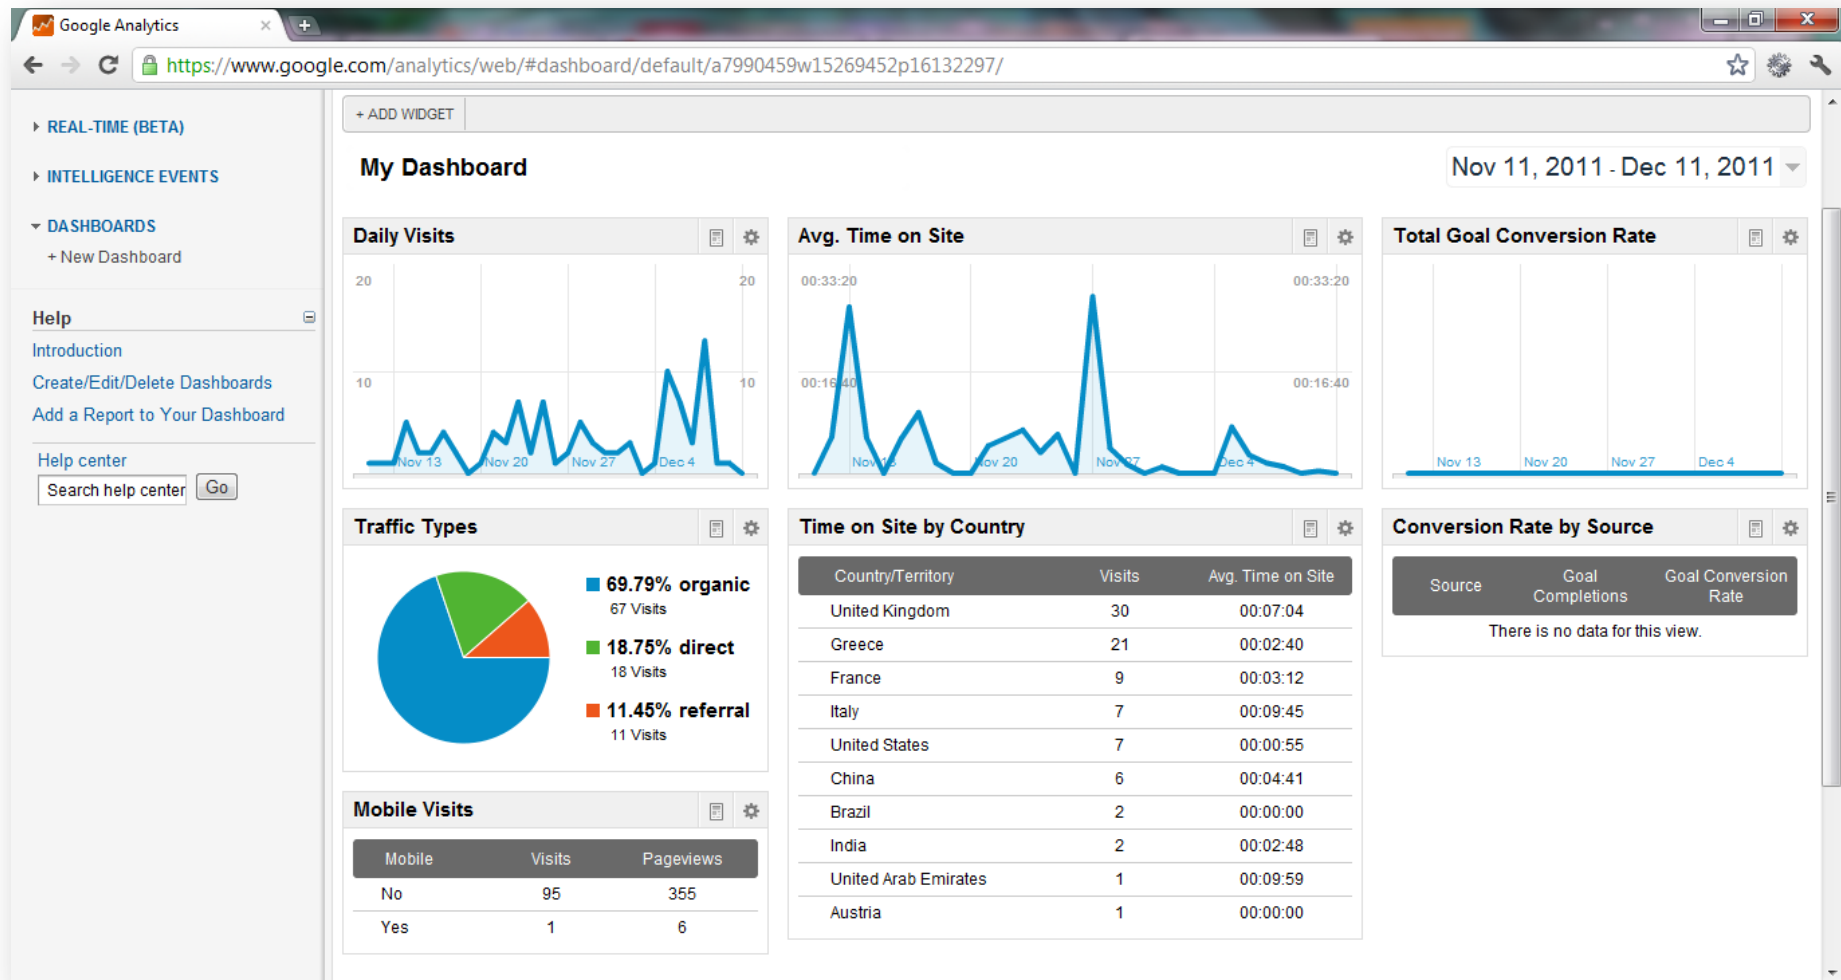 Google Analytics
https://www.google.com/analytics/web/#dashboard/default/a7990459w15269452p16132297/
REAL-TIME (BETA)
INTELLIGENCE EVENTS
DASHBOARDS
+ New Dashboard
Help
Introduction
Create/Edit/Delete Dashboards
Add a Report to Your Dashboard
Help center
Search help center Go
+ ADD WIDGET
My Dashboard
Nov 11, 2011 - Dec 11, 2011
Daily Visits
20 20
10 10
Nov 13 Nov 20 Nov 27 Dec 4
Avg. Time on Site
00:33:20 00:33:20
00:16:40 00:16:40
Nov 13 Nov 20 Nov 27 Dec 4
Total Goal Conversion Rate
Nov 13 Nov 20 Nov 27 Dec 4
Traffic Types
69.79% organic
67 Visits
18.75% direct
18 Visits
11.45% referral
11 Visits
Mobile Visits
Mobile Visits Pageviews
No 95 355
Yes 1 6
Time on Site by Country
Country/Territory Visits Avg. Time on Site
United Kingdom 30 00:07:04
Greece 21 00:02:40
France 9 00:03:12
Italy 7 00:09:45
United States 7 00:00:55
China 6 00:04:41
Brazil 2 00:00:00
India 2 00:02:48
United Arab Emirates 1 00:09:59
Austria 1 00:00:00
Conversion Rate by Source
Source Goal Completions Goal Conversion Rate
There is no data for this view.